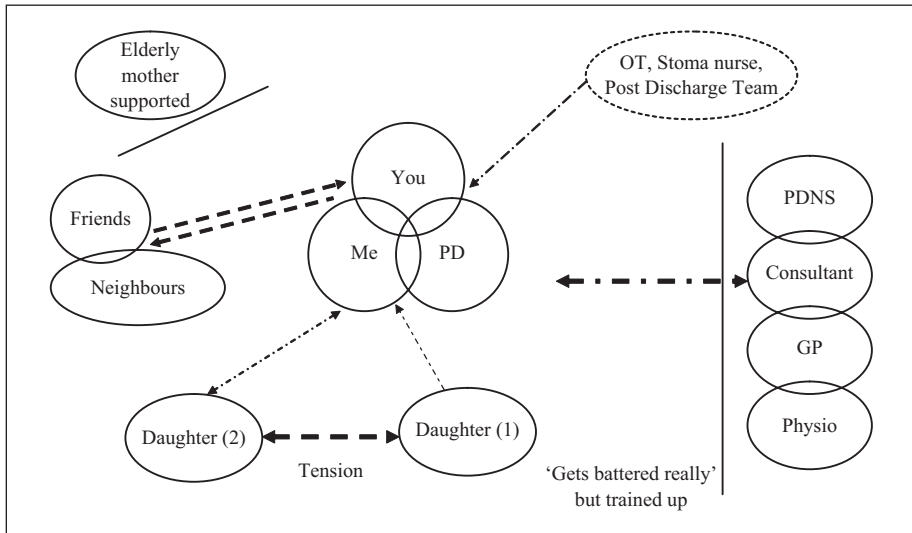 Elderly
mother
supported
OT, Stoma nurse,
Post Discharge Team
You
Me
PD
Friends
Neighbours
PDNS
Consultant
GP
Physio
Daughter (2)
Daughter (1)
Tension
‘Gets battered really’
but trained up